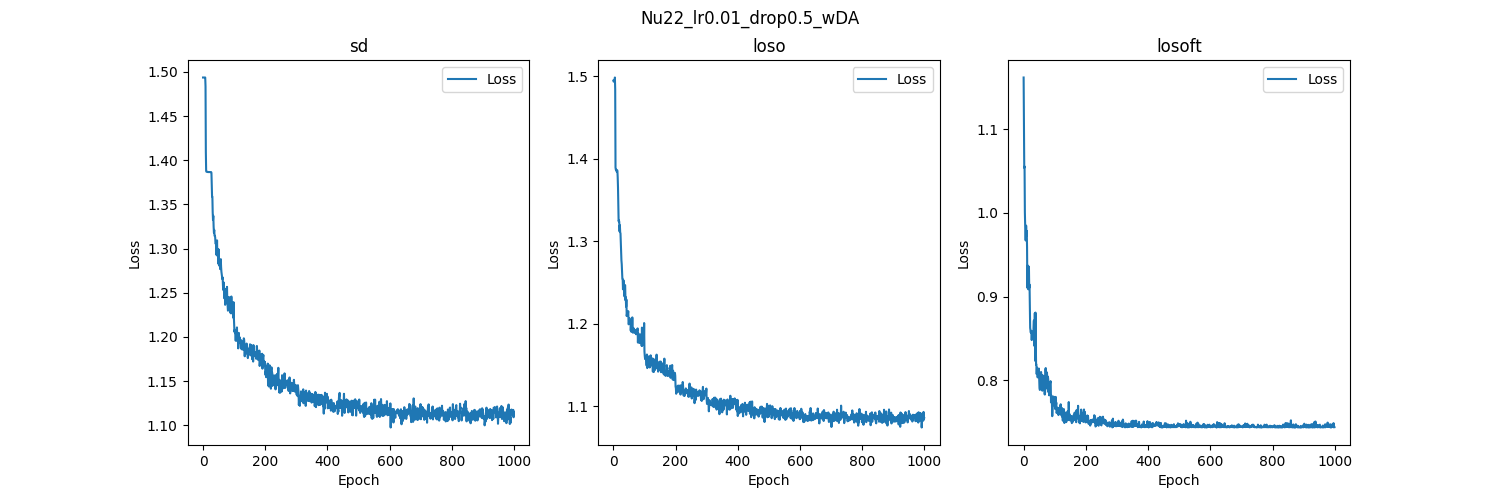 Nu22_lr0.01_drop0.5_wDA
sd
Loss
1.50
1.45
1.40
1.35
1.30
1.25
1.20
1.15
1.10
Loss
0 200 400 600 800 1000
Epoch
loso
Loss
1.5
1.4
1.3
1.2
1.1
Loss
0 200 400 600 800 1000
Epoch
losoft
Loss
1.1
1.0
0.9
0.8
Loss
0 200 400 600 800 1000
Epoch